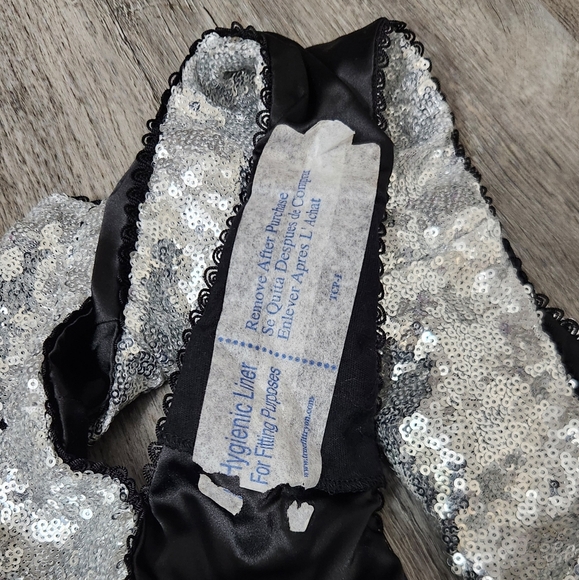 Hygienic Liner
For Fitting Purposes
Remove After Purchase
Se Quita Despues de Compra
Enlever Apres L'Achat